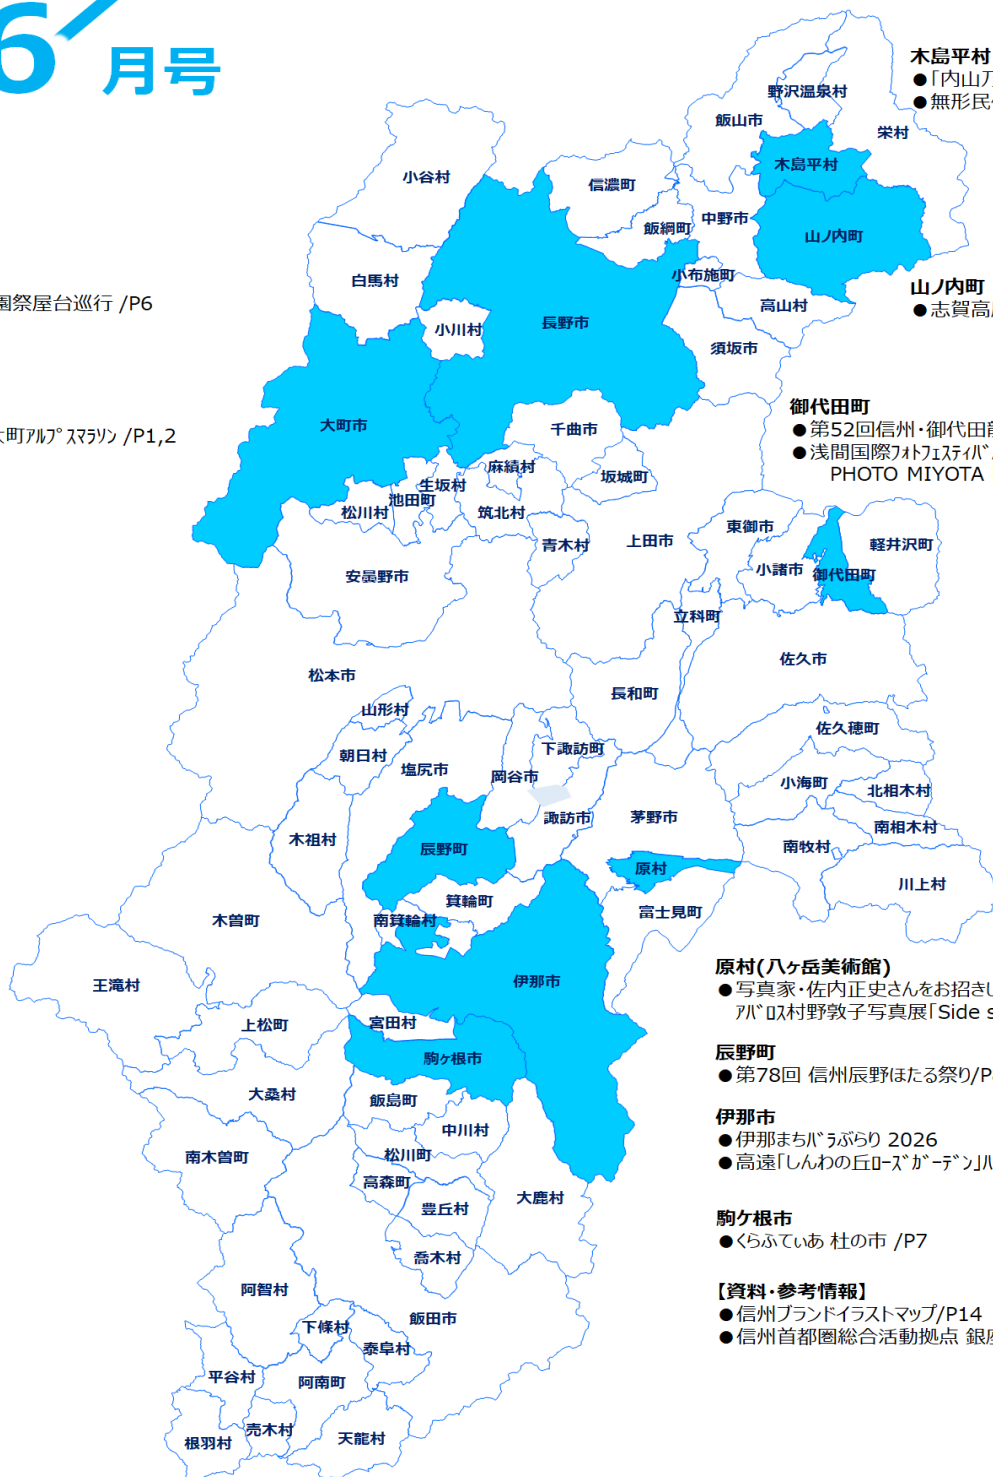 6月号
園祭屋台巡行 /P6
大町アルプスマラソン /P1,2
木島平村
●「内山刀
●無形民
山ノ内町
●志賀高
御代田町
●第52回信州・御代田
●浅間国際フォトフェスティバ
PHOTO MIYOTA
原村(八ヶ岳美術館)
●写真家・佐内正史さんをお招きし
アパロス村野敦子写真展「Side s
辰野町
●第78回 信州辰野ほたる祭り/P
伊那市
●伊那まちバラぶらり 2026
●高遠「しんわの丘ローズガーデン」バ
駒ケ根市
●くらふてぃあ 杜の市 /P7
【資料・参考情報】
●信州ブランドイラストマップ/P14
●信州首都圏総合活動拠点 銀座
野沢温泉村
飯山市
栄村
木島平村
小谷村
信濃町
中野市
飯綱町
山ノ内町
小布施町
白馬村
高山村
長野市
小川村
須坂市
大町市
千曲市
麻績村
坂城町
生坂村
池田町
松川村
筑北村
東御市
青木村
上田市
軽井沢町
小諸市
御代田町
安曇野市
立科町
佐久市
松本市
長和町
山形村
佐久穂町
朝日村
下諏訪町
塩尻市
岡谷市
小海町
北相木村
諏訪市
茅野市
南相木村
木祖村
辰野町
南牧村
原村
川上村
箕輪町
富士見町
南箕輪村
木曽町
伊那市
王滝村
宮田村
上松町
駒ヶ根市
大桑村
飯島町
中川村
松川町
南木曽町
高森町
大鹿村
豊丘村
喬木村
阿智村
飯田市
下條村
泰阜村
平谷村
阿南町
売木村
天龍村
根羽村